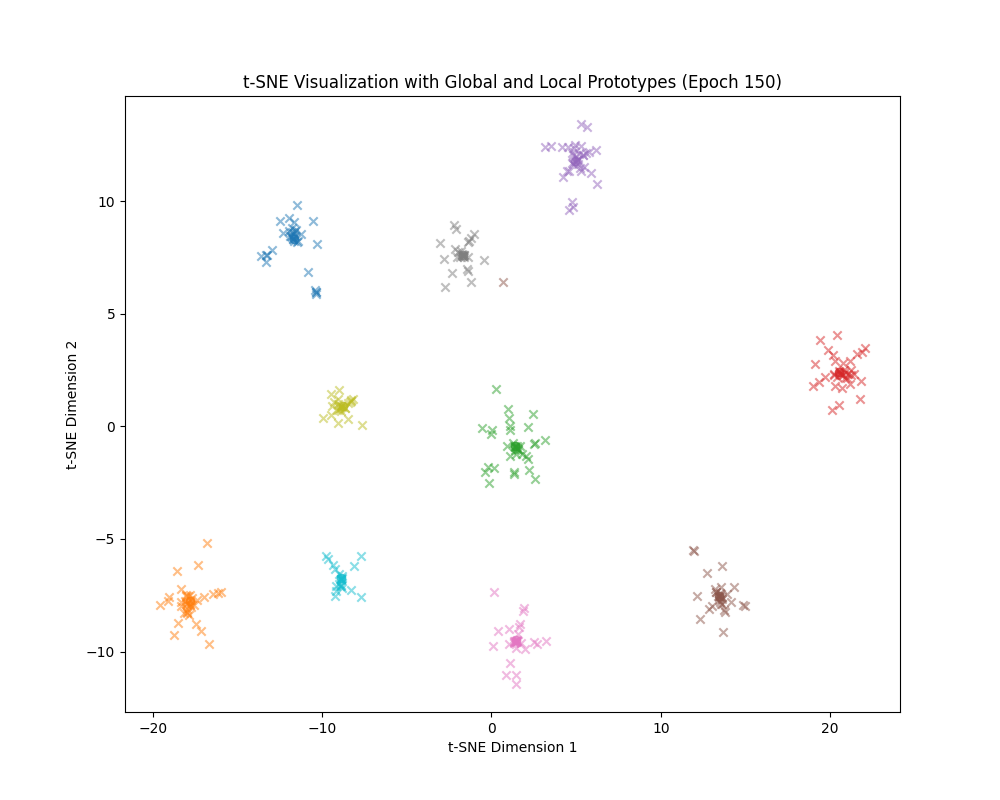 t-SNE Visualization with Global and Local Prototypes (Epoch 150)
10
5
0
−5
−10
t-SNE Dimension 2
−20 −10 0 10 20
t-SNE Dimension 1